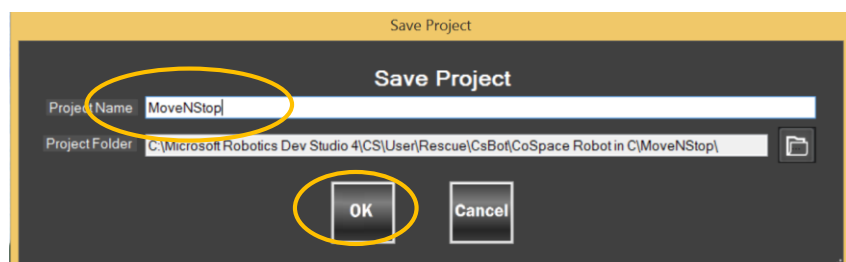 Save Project
Save Project
Project Name MoveNStop
Project Folder C:\Microsoft Robotics Dev Studio 4\CS\User\Rescue\CsBot\CoSpace Robot in C\MoveNStop\
OK Cancel